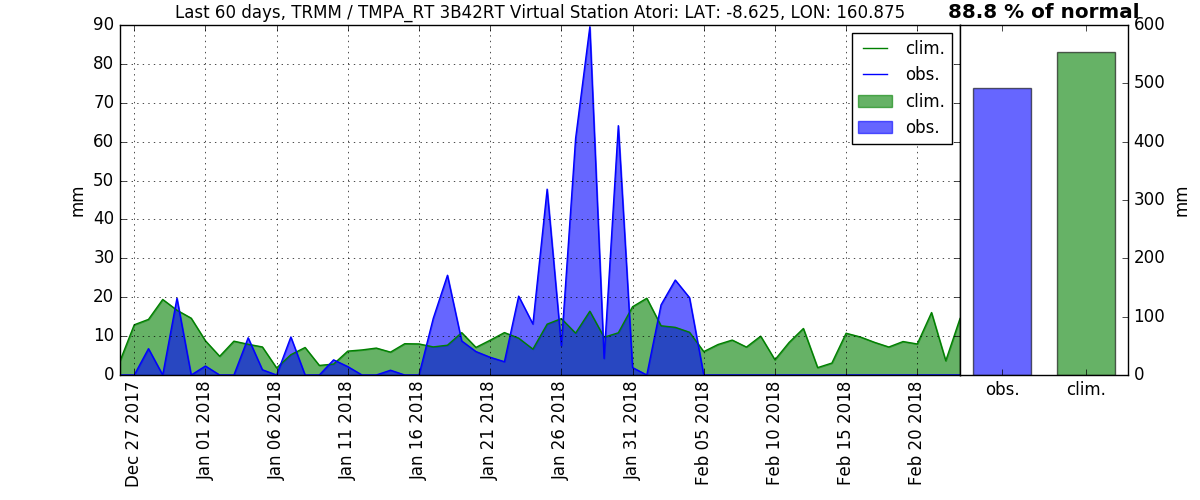 Last 60 days, TRMM / TMPA_RT 3B42RT Virtual Station Atori: LAT: -8.625, LON: 160.875
88.8 % of normal
90
80
70
60
50
40
30
20
10
0
mm
clim.
obs.
clim.
obs.
Dec 27 2017
Jan 01 2018
Jan 06 2018
Jan 11 2018
Jan 16 2018
Jan 21 2018
Jan 26 2018
Jan 31 2018
Feb 05 2018
Feb 10 2018
Feb 15 2018
Feb 20 2018
600
500
400
300
200
100
0
mm
obs.
clim.